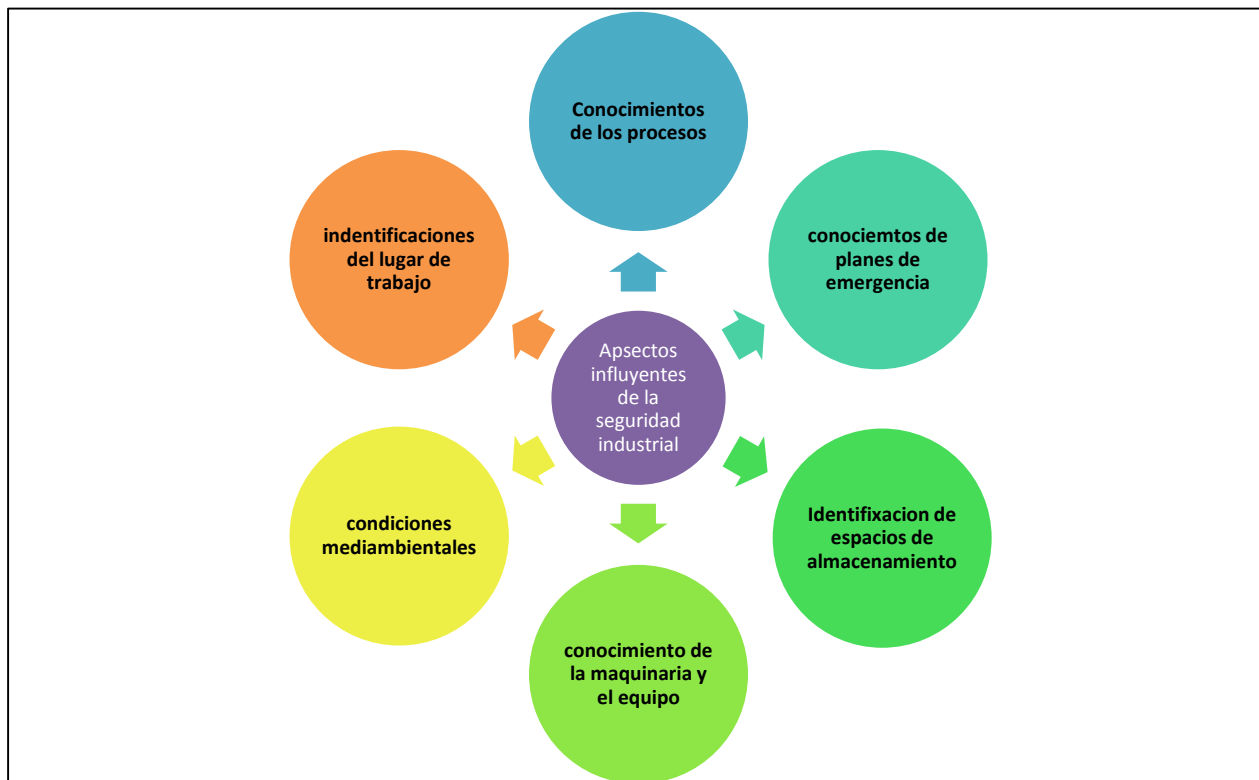 Conocimientos
de los procesos
conociemtos de
planes de
emergencia
Identifixacion de
espacios de
almacenamiento
conocimiento de
la maquinaria y
el equipo
condiciones
mediambientales
indentificaciones
del lugar de
trabajo
Apsectos
influyentes
de la
seguridad
industrial